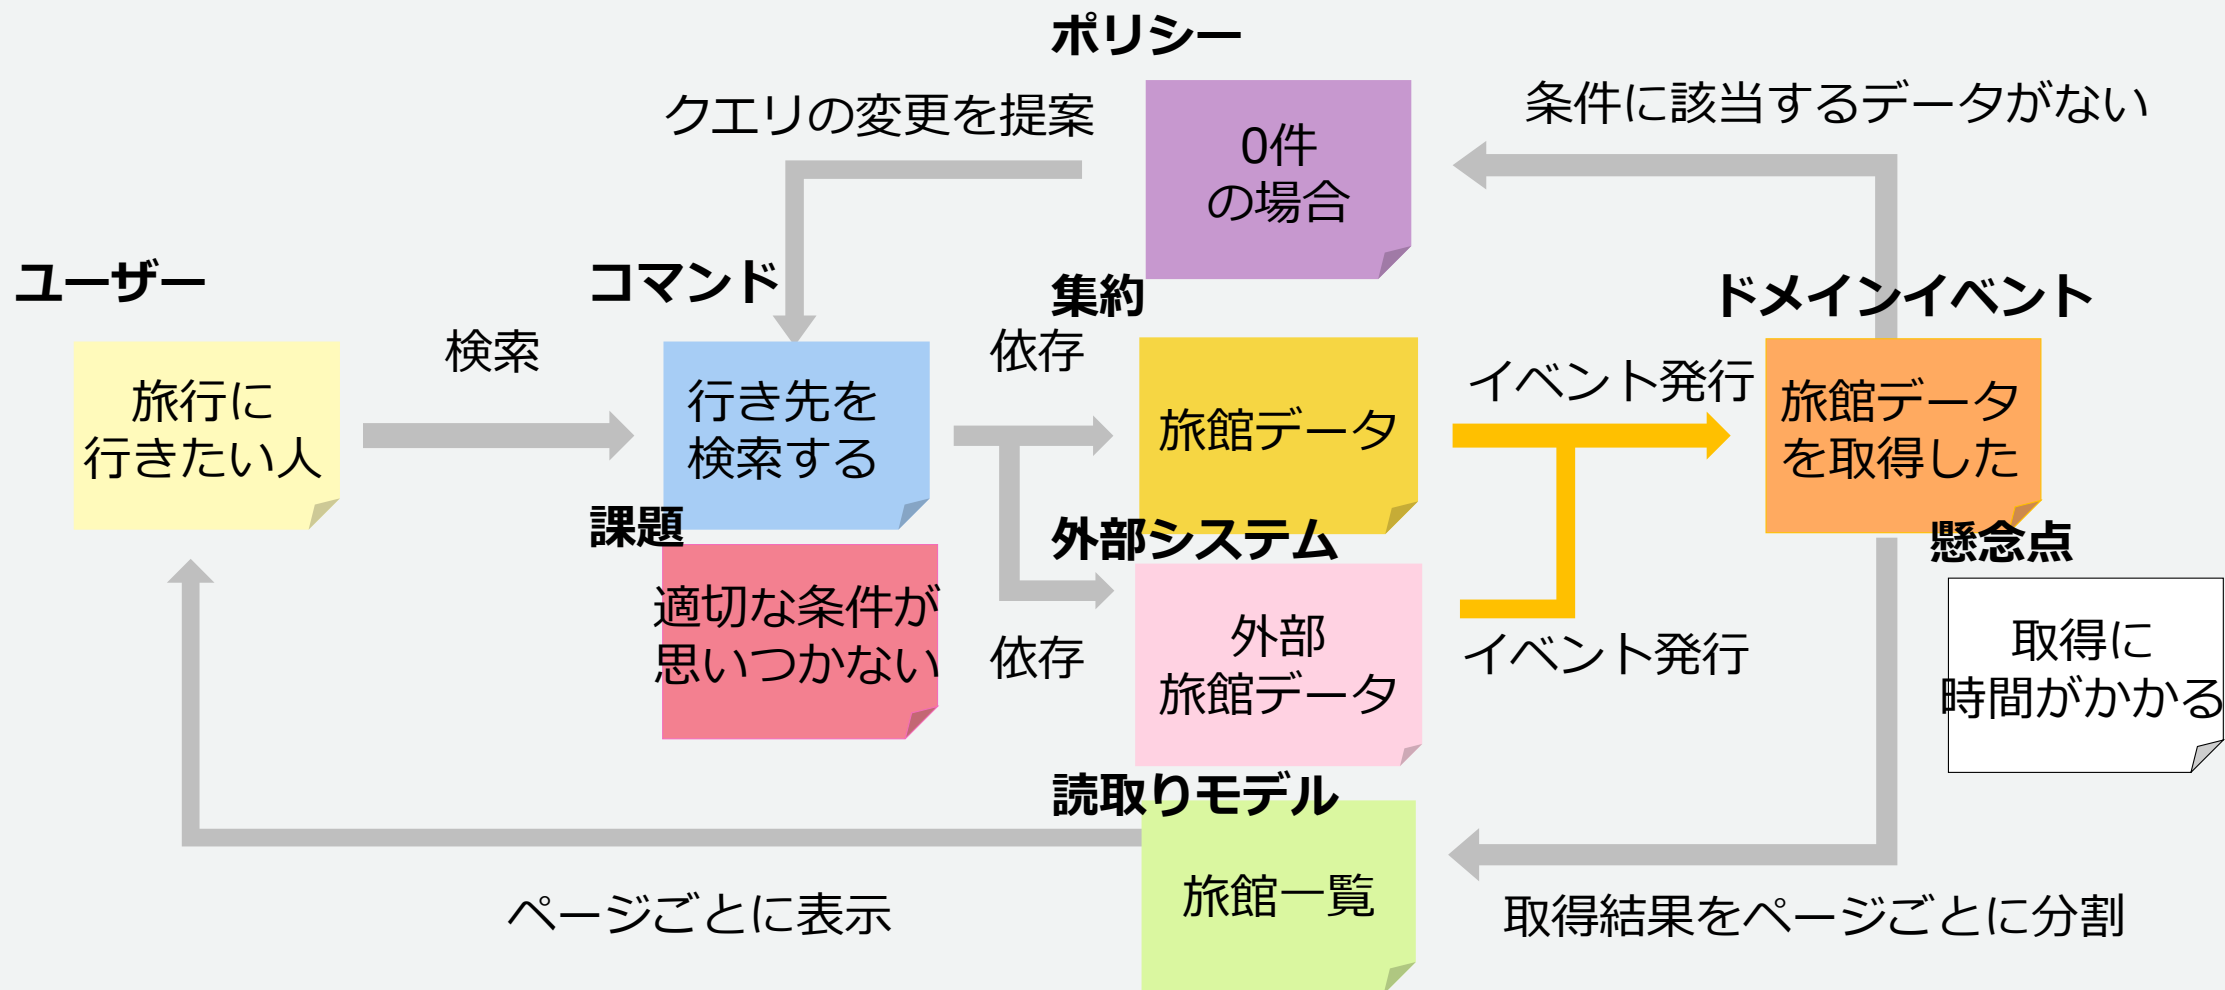 ポリシー
クエリの変更を提案
0件
の場合
条件に該当するデータがない
ユーザー
コマンド
集約
ドメインイベント
検索
依存
イベント発行
旅行に
行きたい人
行き先を
検索する
旅館データ
旅館データ
を取得した
課題
外部システム
懸念点
適切な条件が
思いつかない
依存
外部
旅館データ
イベント発行
取得に
時間がかかる
読取りモデル
旅館一覧
ページごとに表示
取得結果をページごとに分割